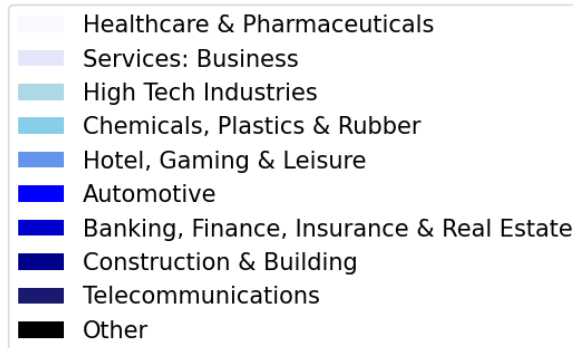 Healthcare & Pharmaceuticals
Services: Business
High Tech Industries
Chemicals, Plastics & Rubber
Hotel, Gaming & Leisure
Automotive
Banking, Finance, Insurance & Real Estate
Construction & Building
Telecommunications
Other